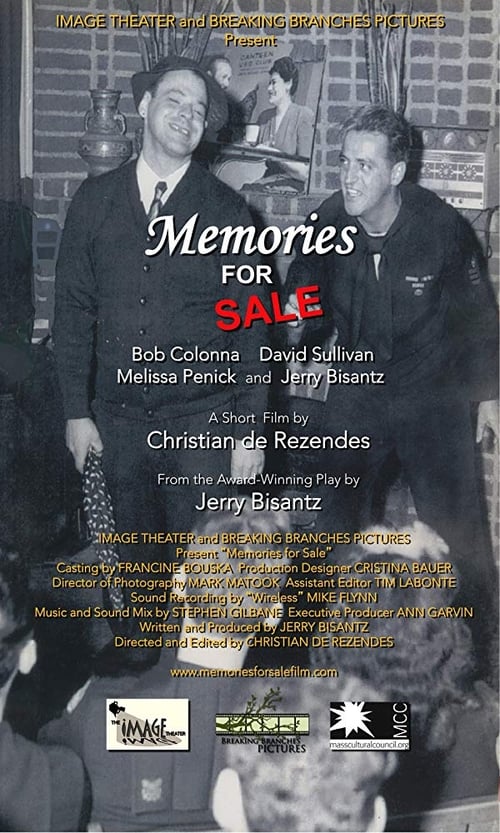 IMAGE THEATER and BREAKING BRANCHES PICTURES
Present
CANTEEN
USO CLUB
Memories
FOR
SALE
Bob Colonna David Sullivan
Melissa Penick and Jerry Bisantz
A Short Film by
Christian de Rezendes
From the Award-Winning Play by
Jerry Bisantz
IMAGE THEATER and BREAKING BRANCHES PICTURES
Present "Memories for Sale"
Casting by FRANCINE BOUSKA Production Designer CRISTINA BAUER
Director of Photography MARK MATOOK Assistant Editor TIM LABONTE
Sound Recording by "Wireless" MIKE FLYNN
Music and Sound Mix by STEPHEN GILBANE Executive Producer ANN GARVIN
Written and Produced by JERRY BISANTZ
Directed and Edited by CHRISTIAN DE REZENDES
www.memoriesforsalefilm.com
THE IMAGE THEATER
BREAKING BRANCHES
PICTURES
MCC
massculturalcouncil.org